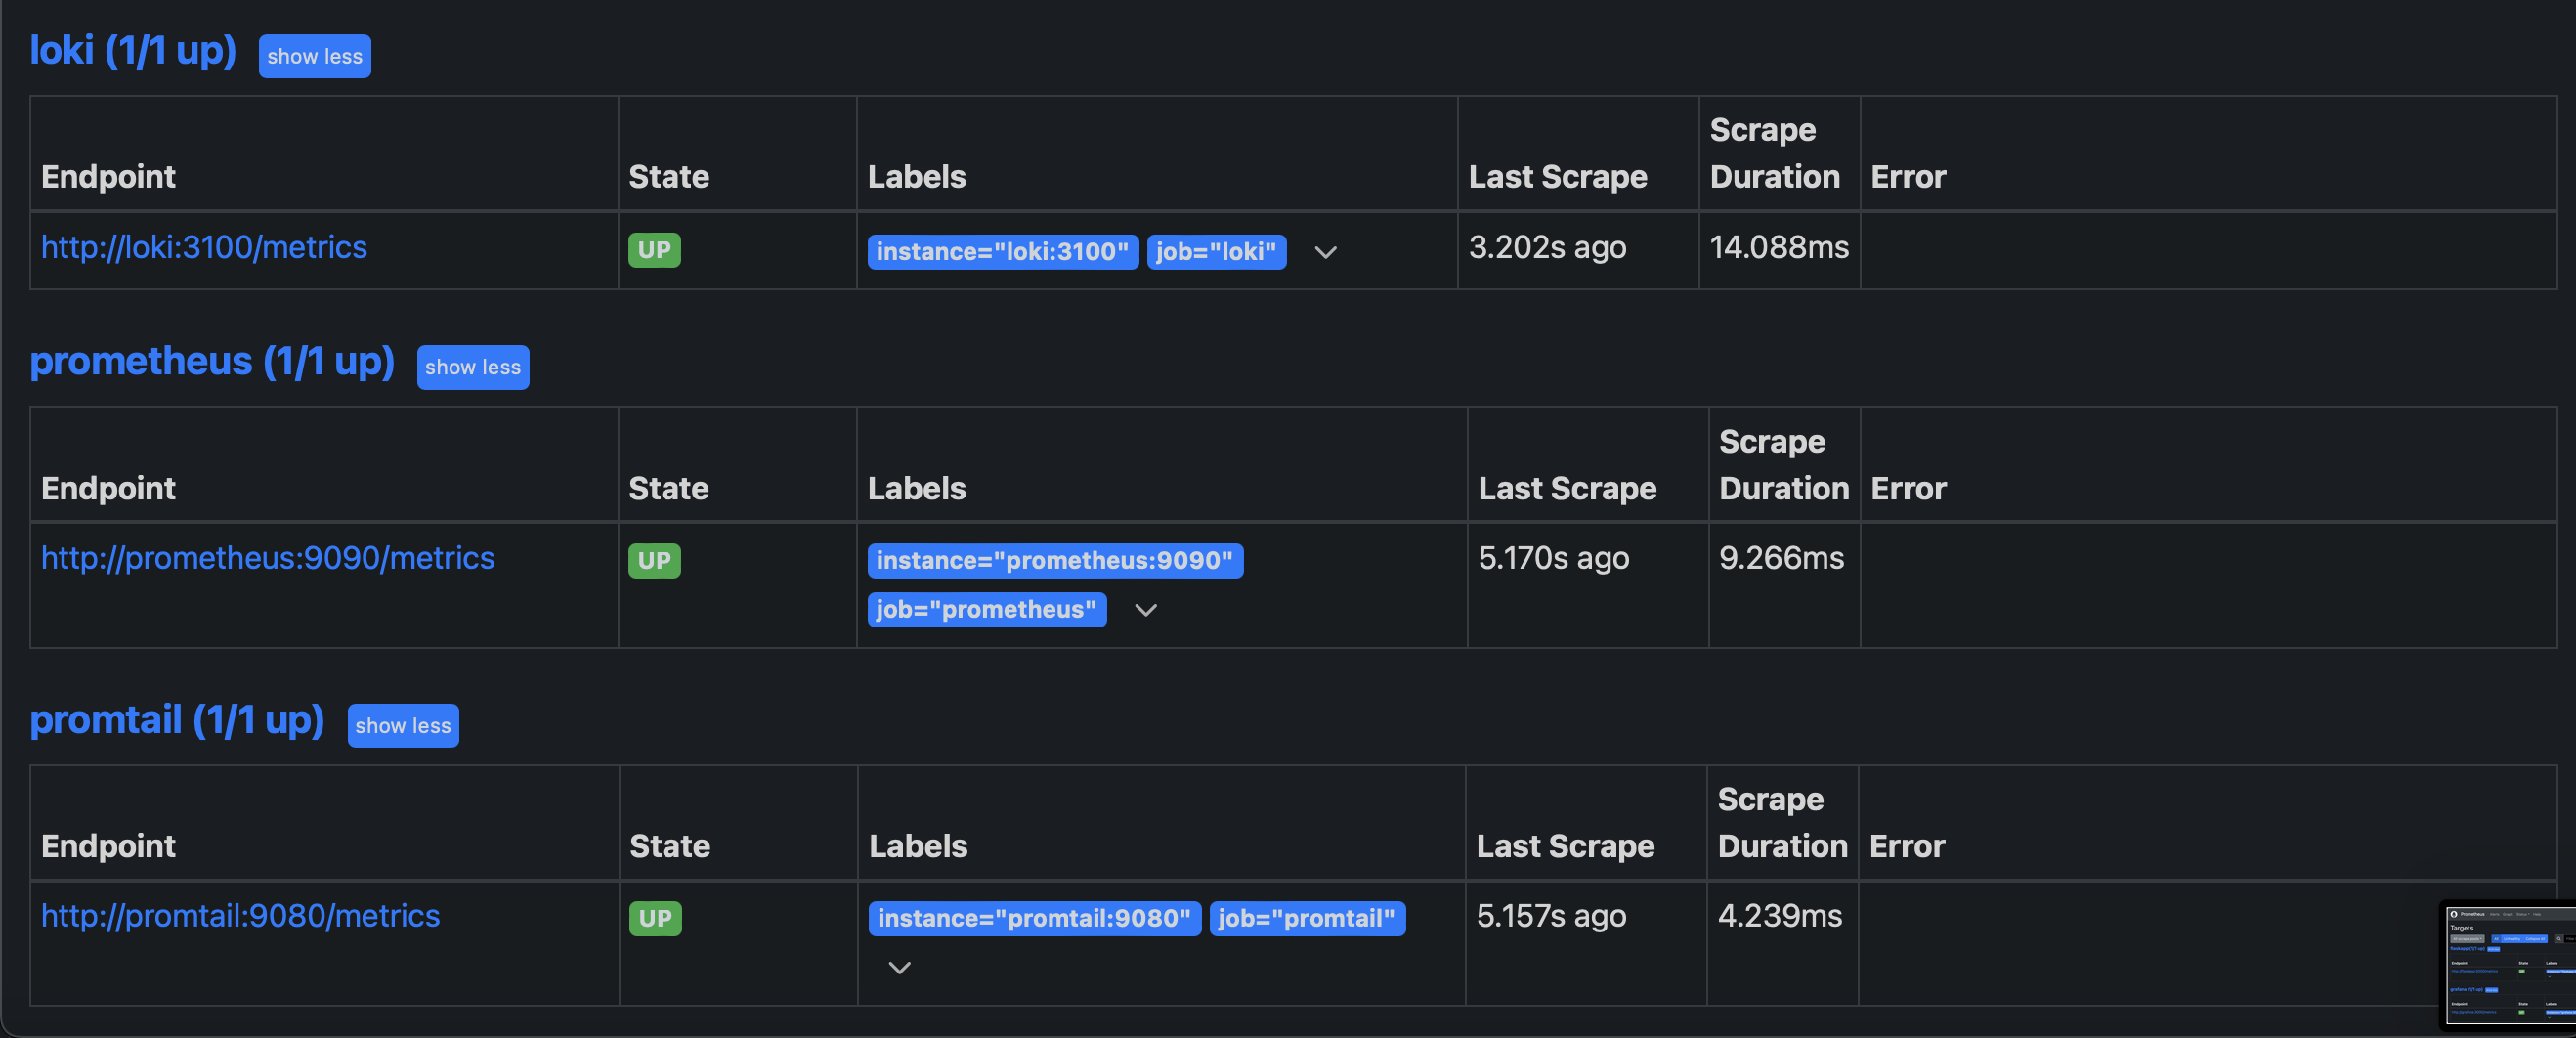 loki (1/1 up) show less
Scrape
Endpoint State Labels Last Scrape Duration Error
http://loki:3100/metrics UP instance="loki:3100" job="loki" 3.202s ago 14.088ms
prometheus (1/1 up) show less
Scrape
Endpoint State Labels Last Scrape Duration Error
http://prometheus:9090/metrics UP instance="prometheus:9090" 5.170s ago 9.266ms
job="prometheus"
promtail (1/1 up) show less
Scrape
Endpoint State Labels Last Scrape Duration Error
http://promtail:9080/metrics UP instance="promtail:9080" job="promtail" 5.157s ago 4.239ms
Prometheus
Targets